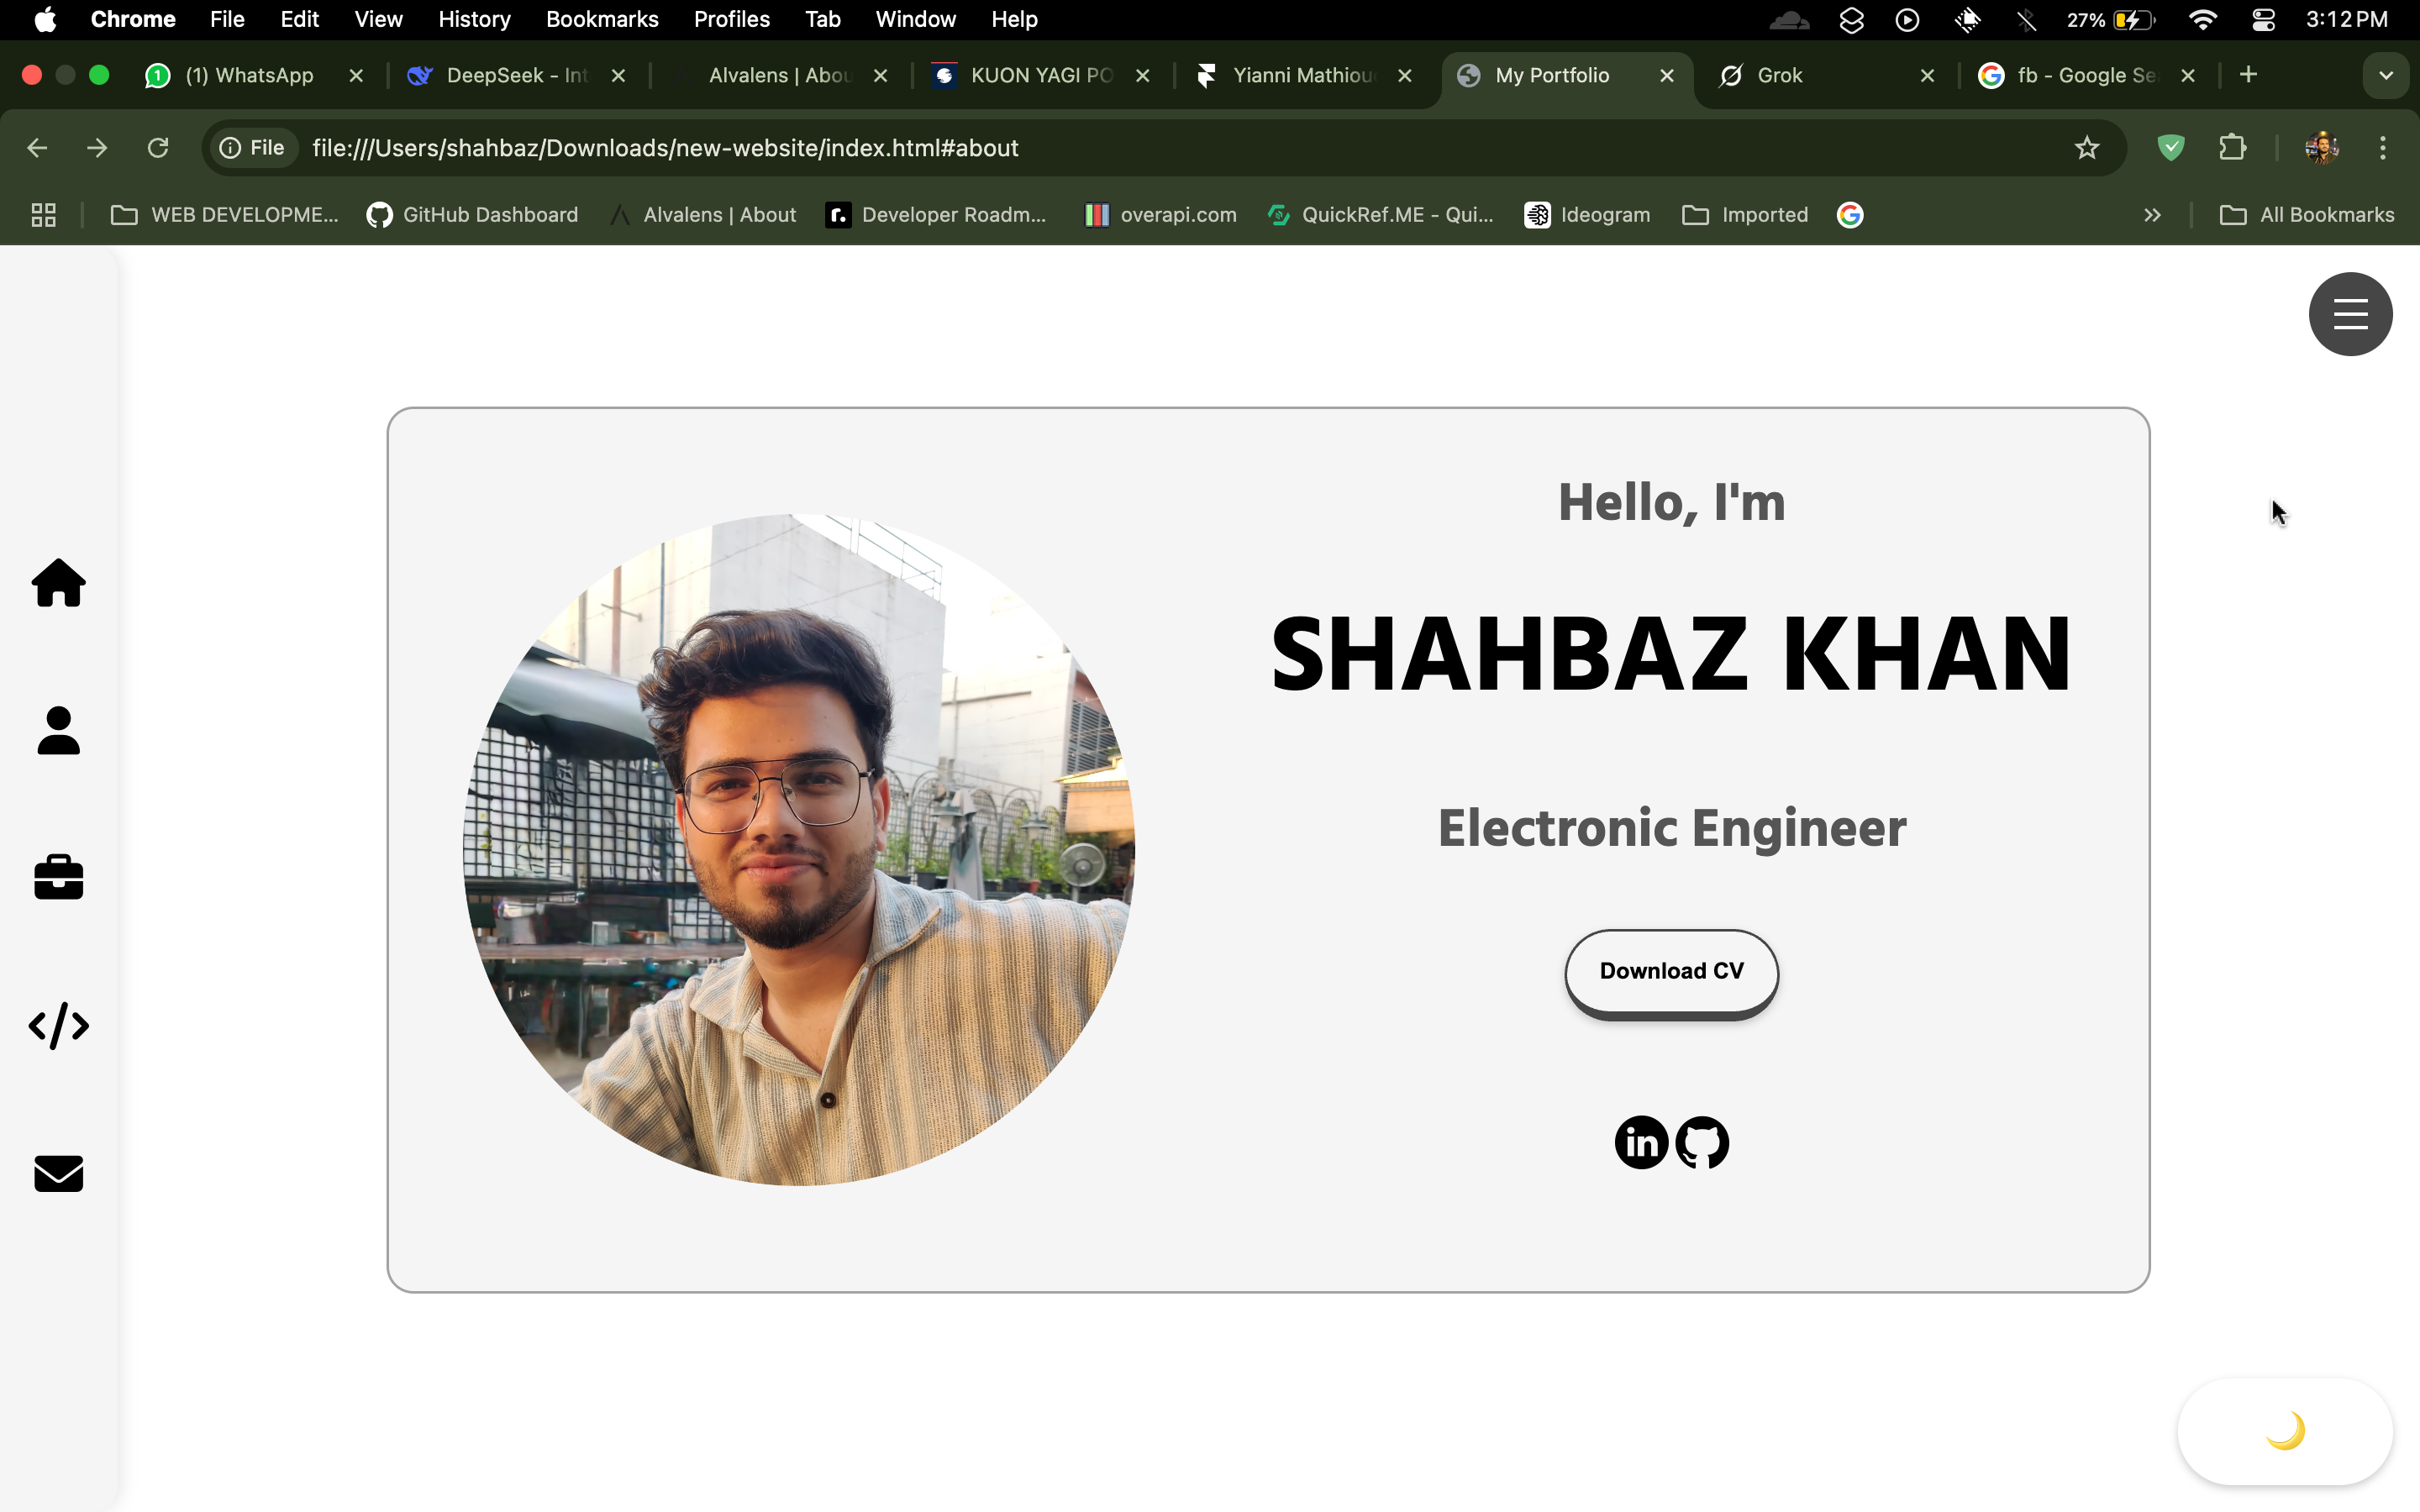 Chrome File Edit View History Bookmarks Profiles Tab Window Help 27% 3:12 PM
1 (1) WhatsApp DeepSeek - Int Alvalens | Abou KUON YAGI PO Yianni Mathiou My Portfolio Grok fb - Google Se
File file:///Users/shahbaz/Downloads/new-website/index.html#about
WEB DEVELOPME... GitHub Dashboard Alvalens | About r. Developer Roadm... overapi.com QuickRef.ME - Qui... Ideogram Imported All Bookmarks
Hello, I'm
SHAHBAZ KHAN
Electronic Engineer
Download CV
in